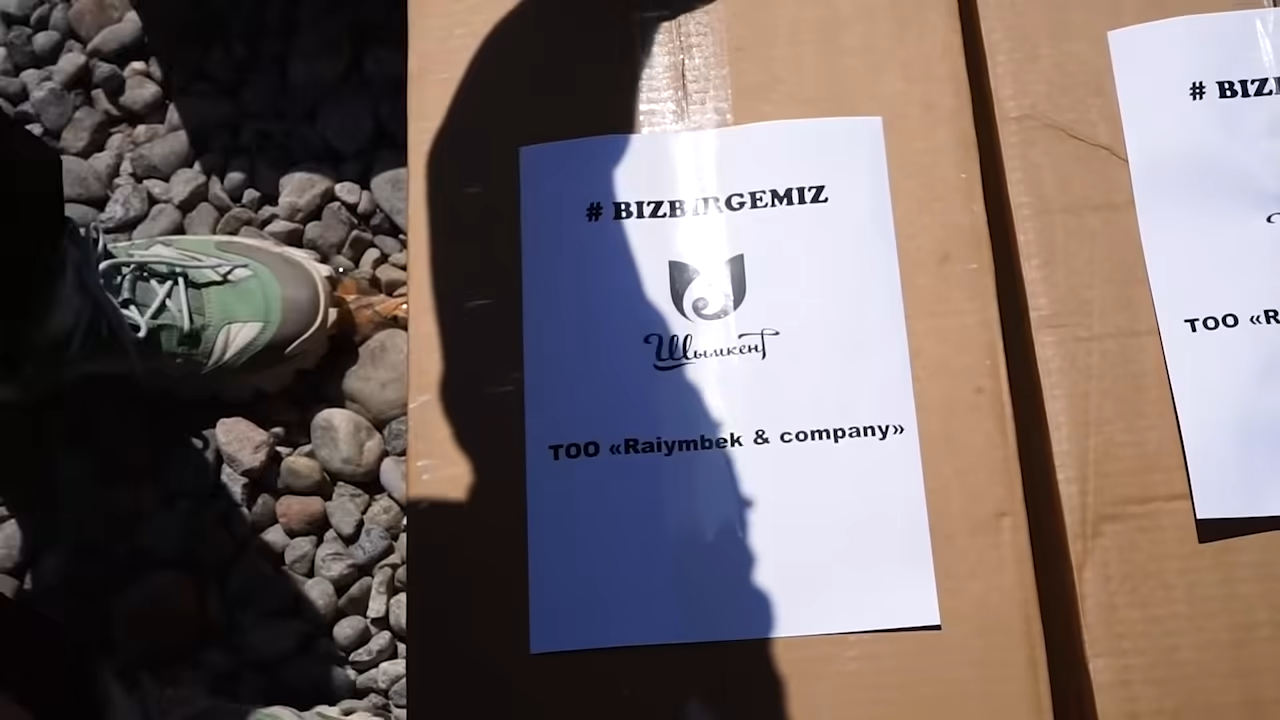 # BIZBIRGEMIZ
Шымкент
ТОО «Raiymbek & company»
# BIZ
ТОО «R